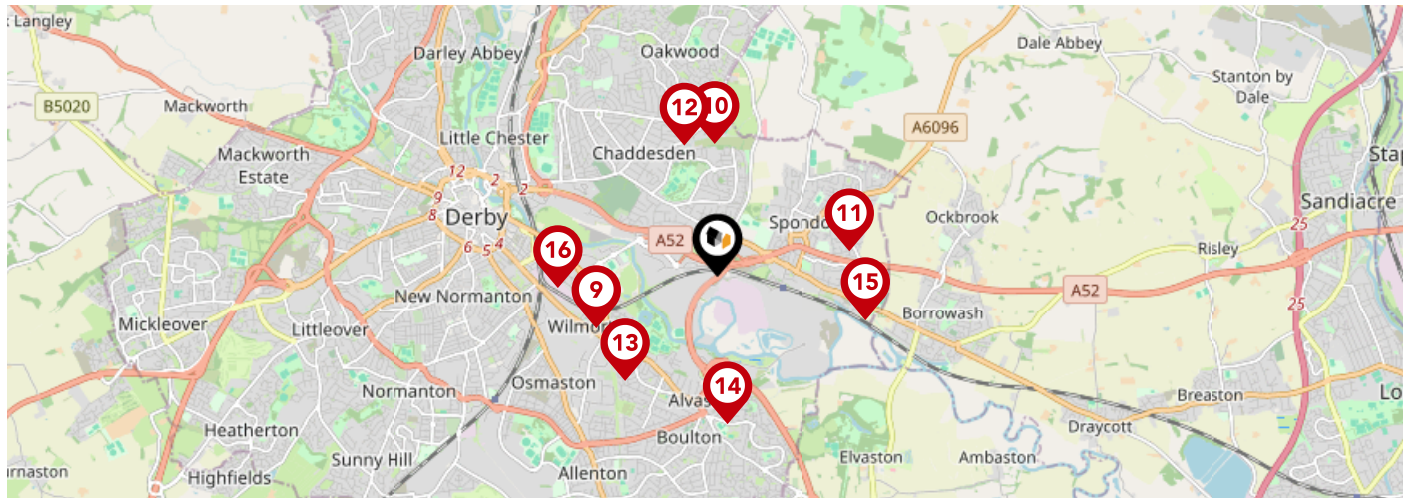 Langley
Darley Abbey
Oakwood
Dale Abbey
B5020
Mackworth
12
10
Stanton by
Dale
A6096
Little Chester
Chaddesden
Mackworth
Estate
12
2
2
9
8
Derby
6
5
4
A52
11
Ockbrook
Sandiacre
25
Risley
16
9
15
A52
25
New Normanton
Mickleover
Littleover
Borrowash
13
Osmaston
14
Normanton
Breaston
Heatherton
Boulton
Draycott
Sunny Hill
Elvaston
Ambaston
Highfields
Allenton